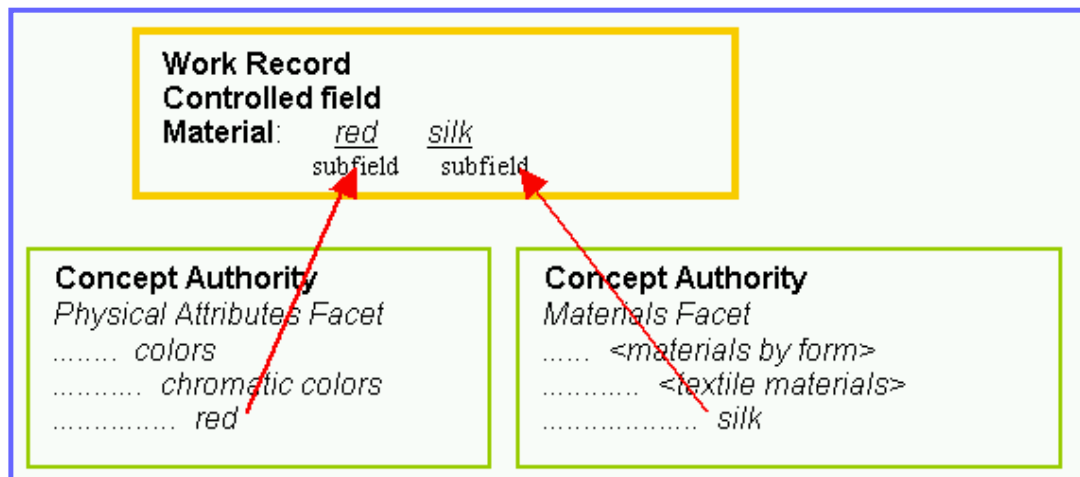 Work Record
Controlled field
Material: red silk
subfield subfield
Concept Authority
Physical Attributes Facet
........ colors
........... chromatic colors
............... red
Concept Authority
Materials Facet
...... <materials by form>
............ <textile materials>
................... silk